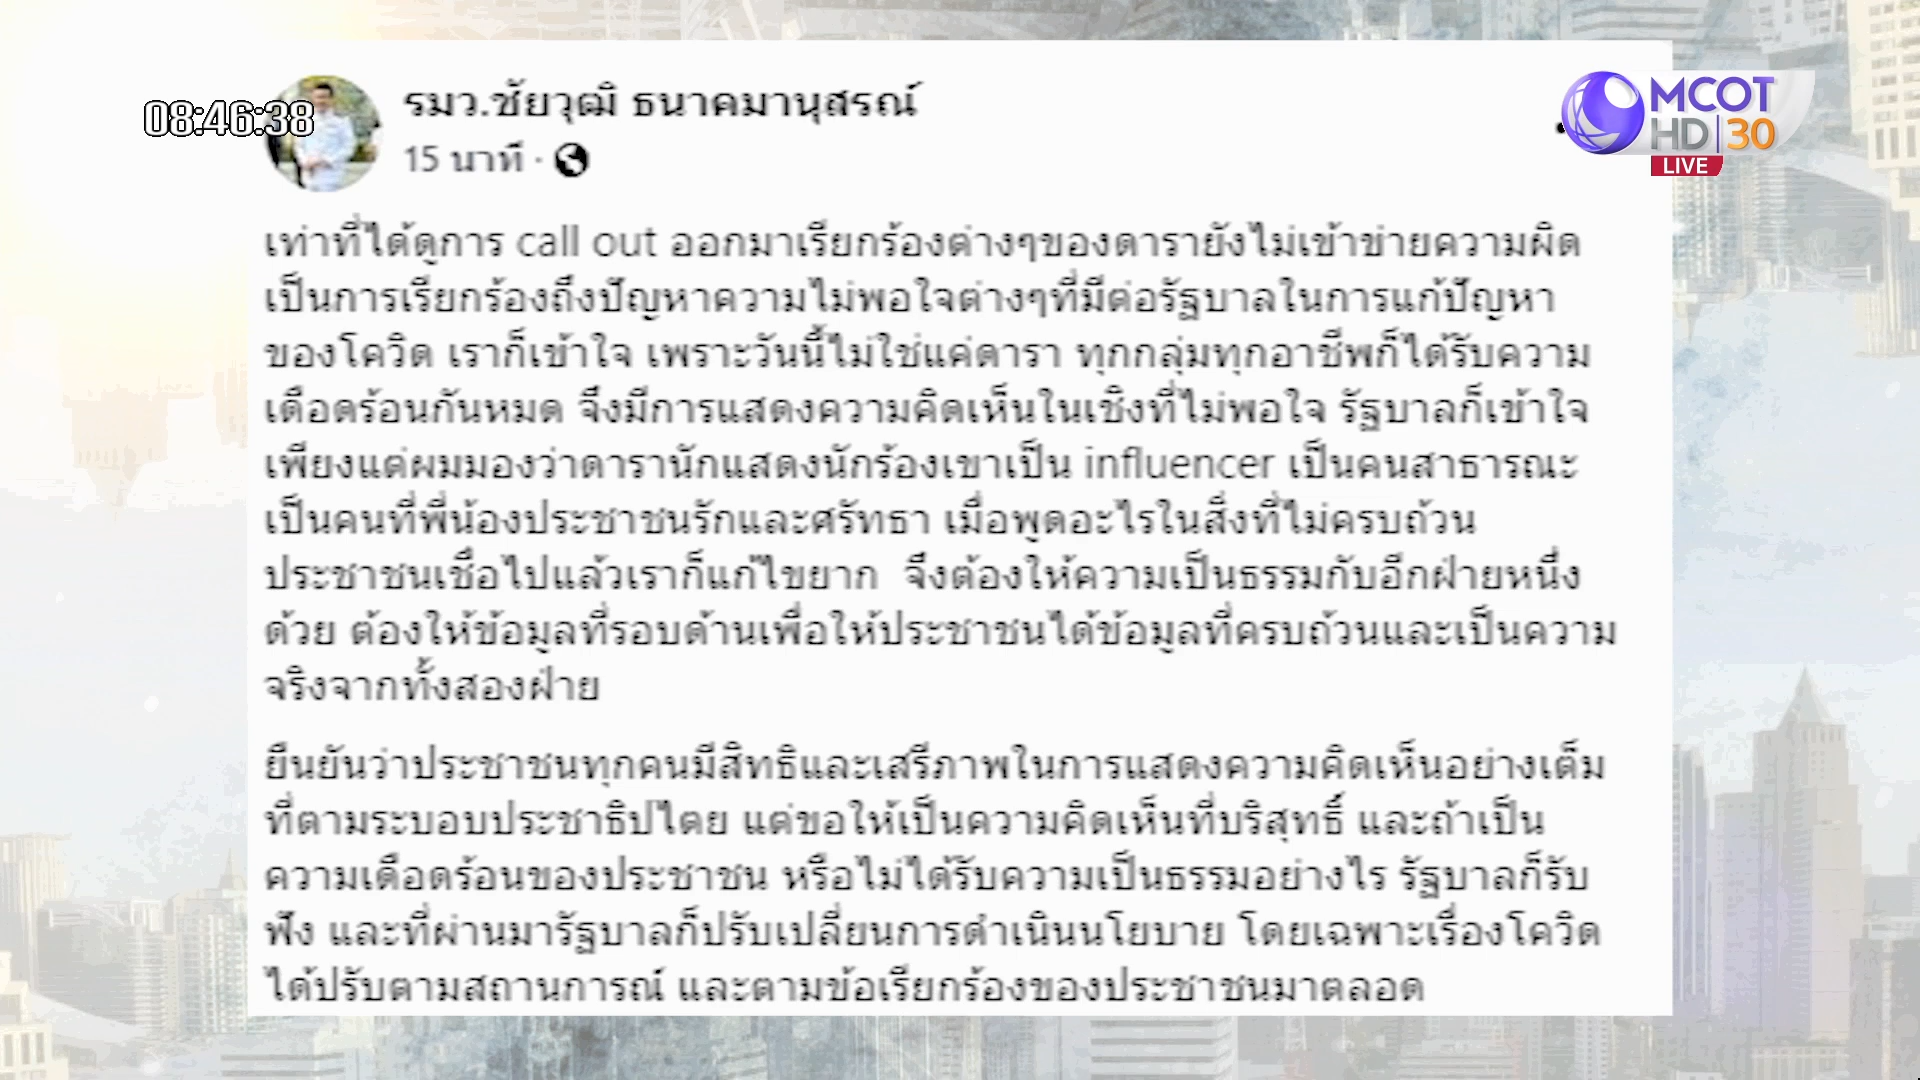 08:46:38
รมว.ชัยวุฒิ ธนาคมานุสรณ์
15 นาที ·
MCOT
HD 30
LIVE
เท่าที่ได้ดูการ call out ออกมาเรียกร้องต่างๆของดารายังไม่เข้าข่ายความผิด
เป็นการเรียกร้องถึงปัญหาความไม่พอใจต่างๆที่มีต่อรัฐบาลในการแก้ปัญหา
ของโควิด เราก็เข้าใจ เพราะวันนี้ไม่ใช่แค่ดารา ทุกกลุ่มทุกอาชีพก็ได้รับความ
เดือดร้อนกันหมด จึงมีการแสดงความคิดเห็นในเชิงที่ไม่พอใจ รัฐบาลก็เข้าใจ
เพียงแต่ผมมองว่าดารานักแสดงนักร้องเขาเป็น influencer เป็นคนสาธารณะ
เป็นคนที่พี่น้องประชาชนรักและศรัทธา เมื่อพูดอะไรในสิ่งที่ไม่ครบถ้วน
ประชาชนเชื่อไปแล้วเราก็แก้ไขยาก  จึงต้องให้ความเป็นธรรมกับอีกฝ่ายหนึ่ง
ด้วย ต้องให้ข้อมูลที่รอบด้านเพื่อให้ประชาชนได้ข้อมูลที่ครบถ้วนและเป็นความ
จริงจากทั้งสองฝ่าย
ยืนยันว่าประชาชนทุกคนมีสิทธิและเสรีภาพในการแสดงความคิดเห็นอย่างเต็ม
ที่ตามระบอบประชาธิปไตย แต่ขอให้เป็นความคิดเห็นที่บริสุทธิ์ และถ้าเป็น
ความเดือดร้อนของประชาชน หรือไม่ได้รับความเป็นธรรมอย่างไร รัฐบาลก็รับ
ฟัง และที่ผ่านมารัฐบาลก็ปรับเปลี่ยนการดำเนินนโยบาย โดยเฉพาะเรื่องโควิด
ได้ปรับตามสถานการณ์ และตามข้อเรียกร้องของประชาชนมาตลอด